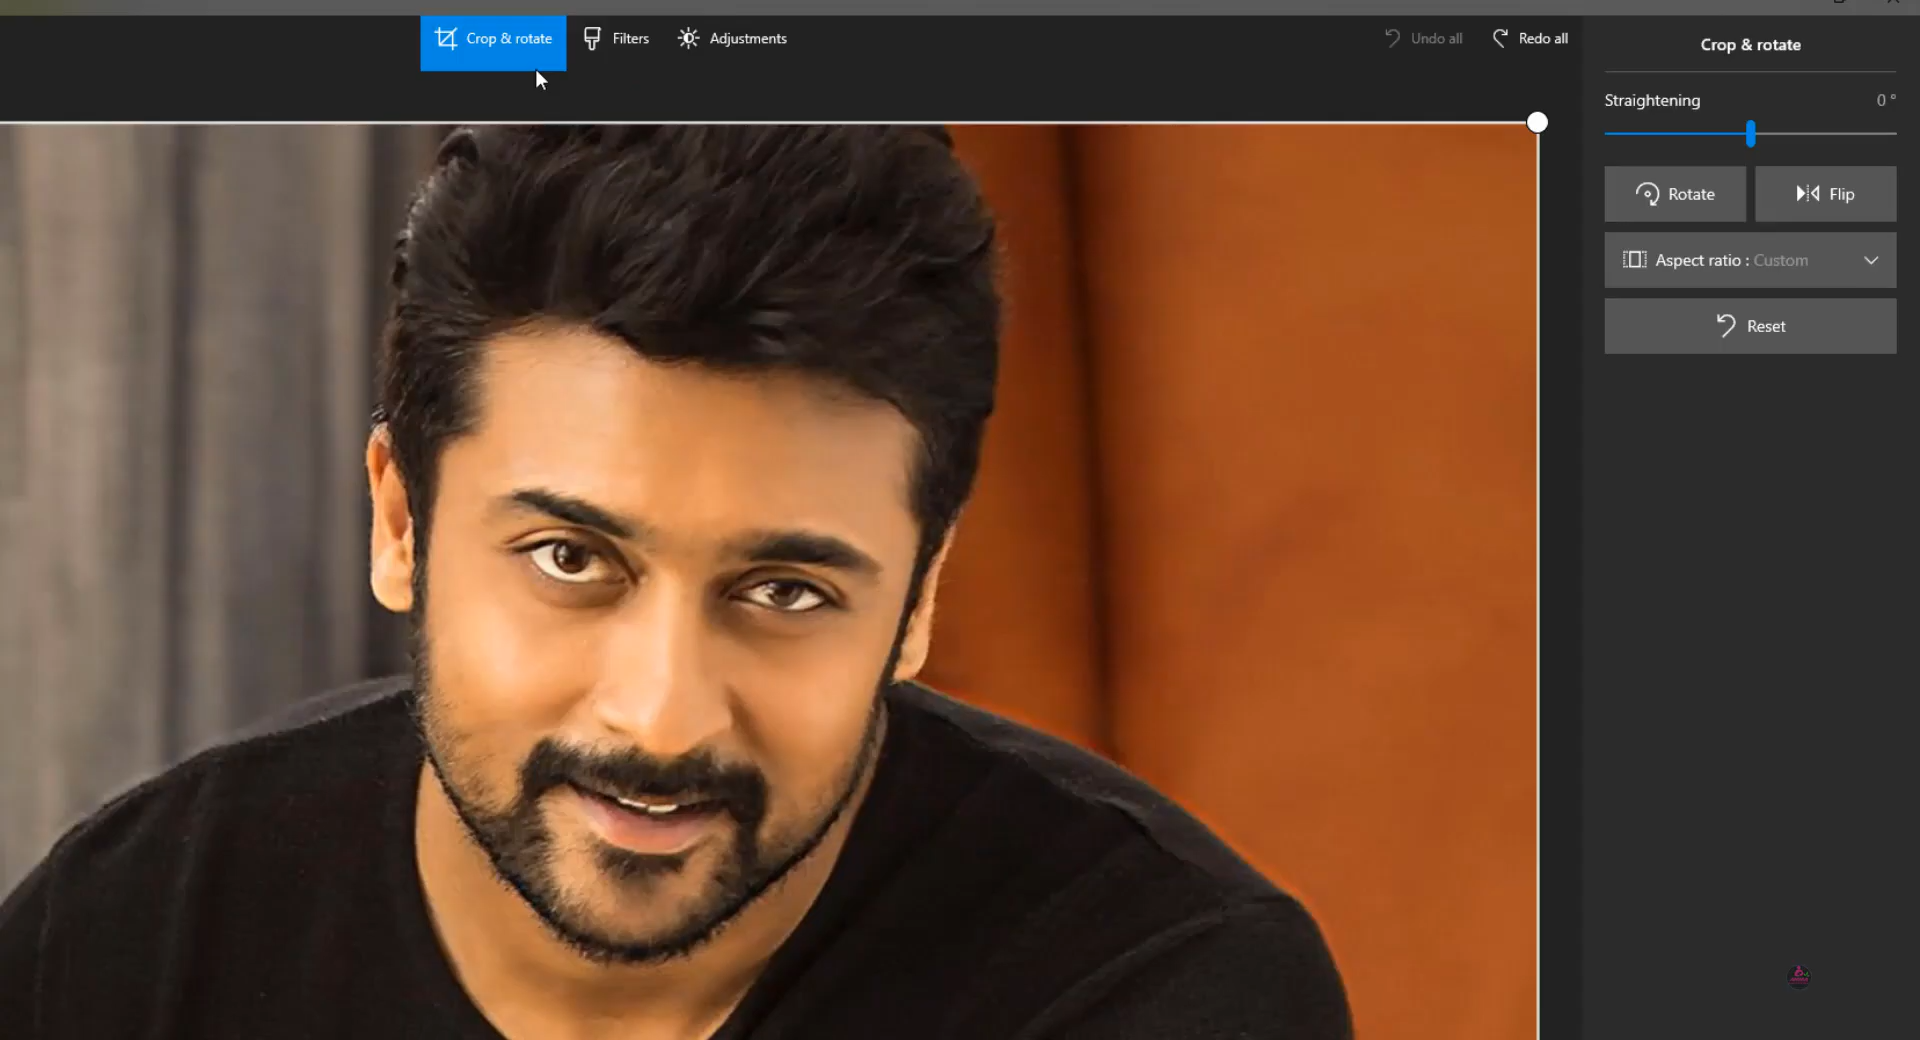 Crop & rotate
Filters
Adjustments
Undo all
Redo all
Crop & rotate
Straightening
0 °
Rotate
Flip
Aspect ratio : Custom
Reset